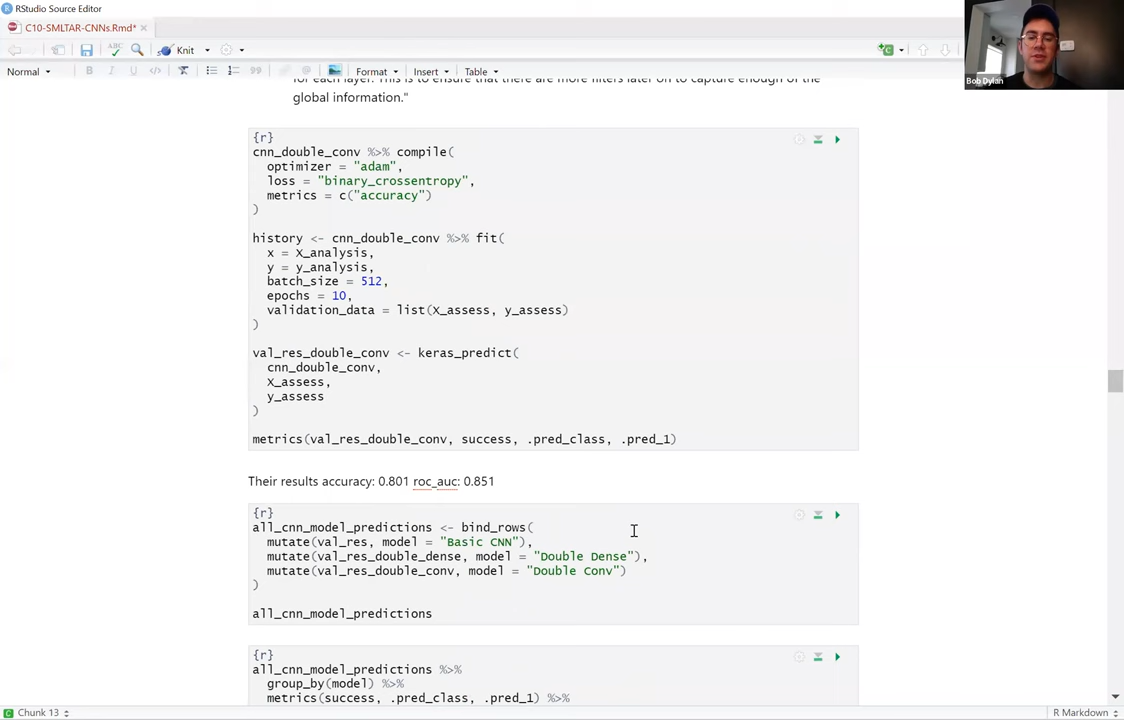 RStudio Source Editor
C10-SMLTAR-CNNs.Rmd*
ABC Knit
Normal B I U Format Insert Table
Bob Dylan
for each layer. This is to ensure that there are more filters later on to capture enough of the
global information."
{r}
cnn_double_conv %>% compile(
optimizer = "adam",
loss = "binary_crossentropy",
metrics = c("accuracy")
)
history <- cnn_double_conv %>% fit(
x = X_analysis,
y = y_analysis,
batch_size = 512,
epochs = 10,
validation_data = list(X_assess, y_assess)
)
val_res_double_conv <- keras_predict(
cnn_double_conv,
X_assess,
y_assess
)
metrics(val_res_double_conv, success, .pred_class, .pred_1)
Their results accuracy: 0.801 roc_auc: 0.851
{r}
all_cnn_model_predictions <- bind_rows(
mutate(val_res, model = "Basic CNN"),
mutate(val_res_double_dense, model = "Double Dense"),
mutate(val_res_double_conv, model = "Double Conv")
)
all_cnn_model_predictions
{r}
all_cnn_model_predictions %>%
group_by(model) %>%
metrics(success, .pred_class, .pred_1) %>%
Chunk 13 R Markdown